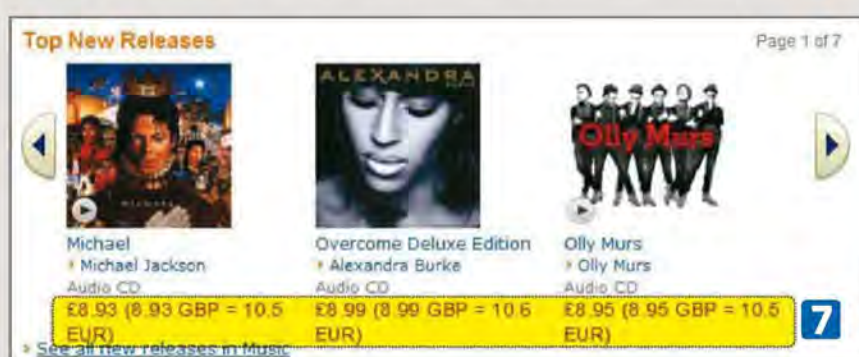 Top New Releases
Page 1 of 7
MICHAEL
ALEXANDRA
Olly Murs
Michael
Michael Jackson
Audio CD
£8.93 (8.93 GBP = 10.5
EUR)
Overcome Deluxe Edition
Alexandra Burke
Audio CD
£8.99 (8.99 GBP = 10.6
EUR)
Olly Murs
Olly Murs
Audio CD
£8.95 (8.95 GBP = 10.5
EUR)
7
See all new releases in Music